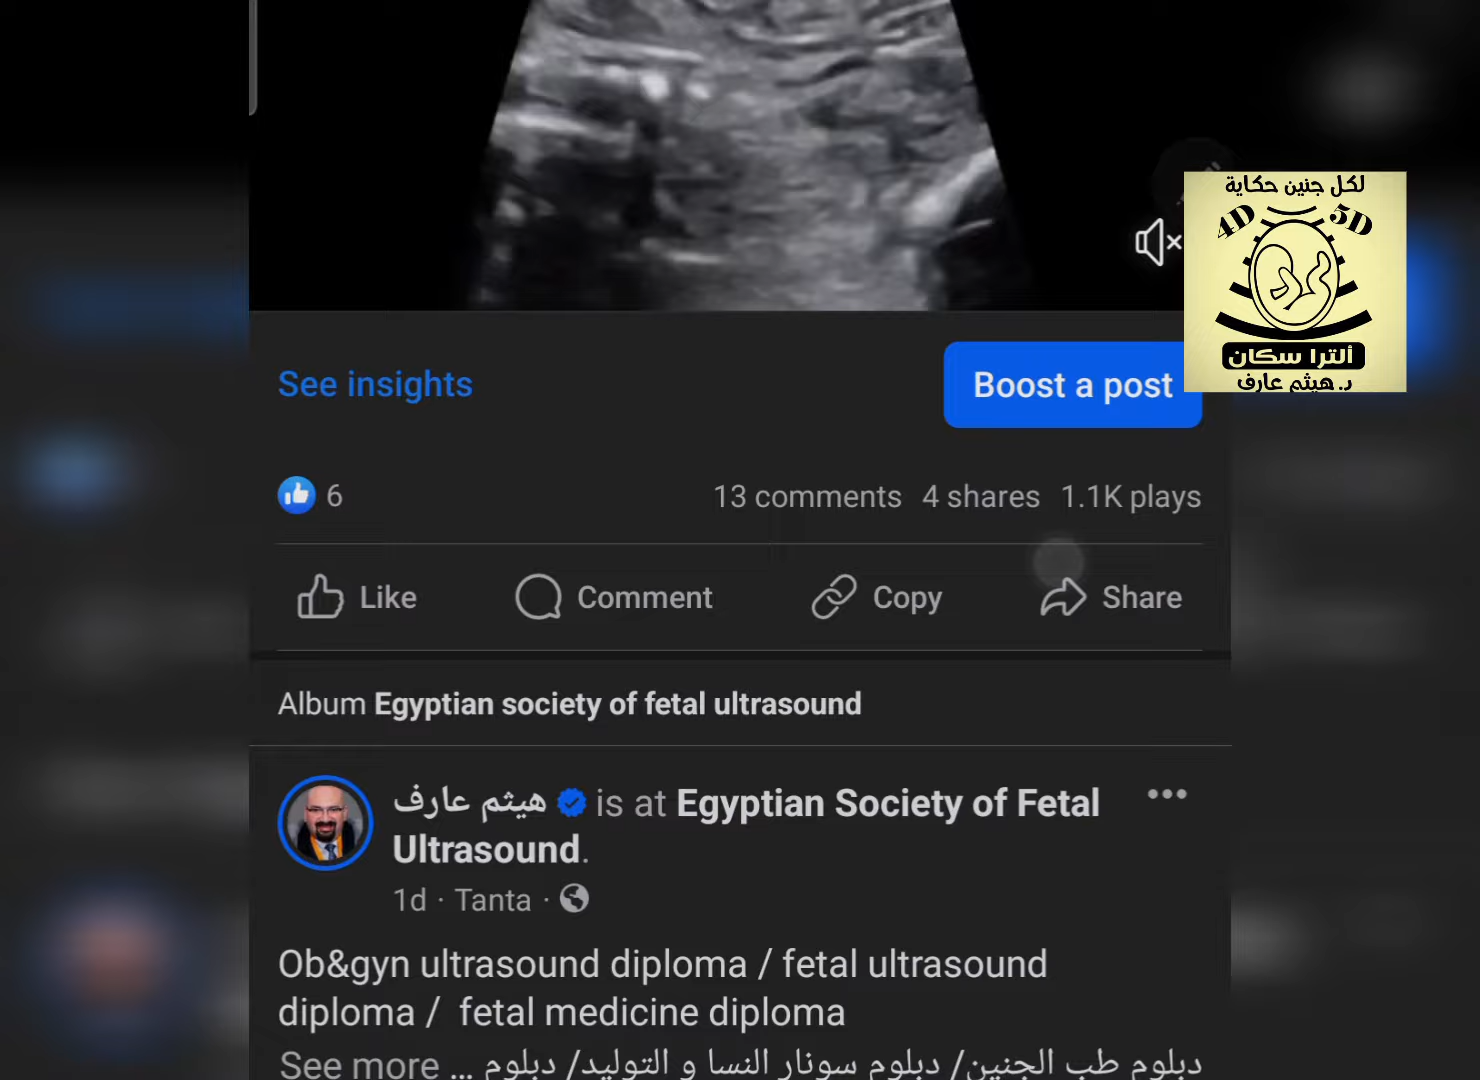 لكل جنين حكاية
4D 5D
ألترا سكان
د. هيثم عارف
See insights
Boost a post
6
13 comments 4 shares 1.1K plays
Like Comment Copy Share
Album Egyptian society of fetal ultrasound
هيثم عارف is at Egyptian Society of Fetal
Ultrasound.
1d · Tanta ·
Ob&gyn ultrasound diploma / fetal ultrasound
diploma / fetal medicine diploma
دبلوم طب الجنين/ دبلوم سونار النسا و التوليد/ دبلوم ... See more